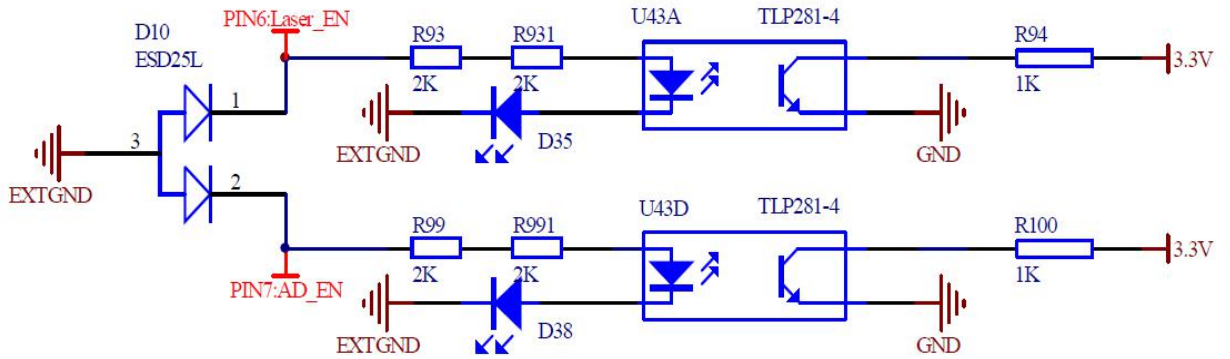 PIN6:Laser_EN
U43A
TLP281-4
D10
R93
R931
R94
ESD25L
3.3V
2K
2K
1K
1
D35
3
EXTGND
GND
EXTGND
2
U43D
TLP281-4
R99
R991
R100
3.3V
PIN7:AD_EN
2K
2K
1K
D38
EXTGND
GND